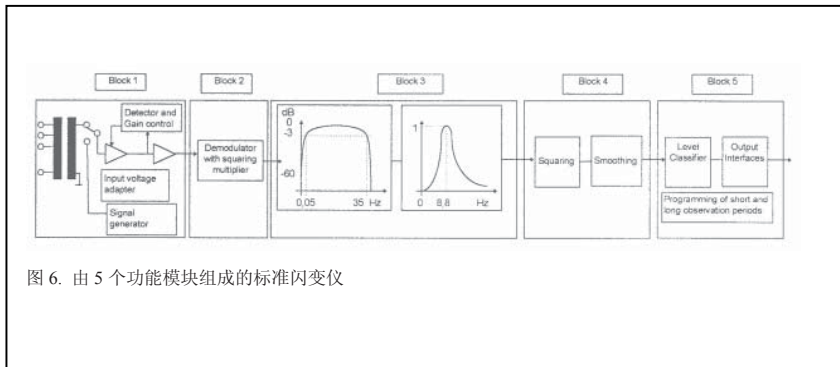 Block 1
Block 2
Block 3
Block 4
Block 5
Detector and
Gain control
Input voltage
adapter
Signal
generator
Demodulator
with squaring
multiplier
dB
0
-3
-60
0,05
35 Hz
1
0
8,8
Hz
Squaring
Smoothing
Level
Classifier
Output
Interfaces
Programming of short and
long observation periods
图 6. 由 5 个功能模块组成的标准闪变仪